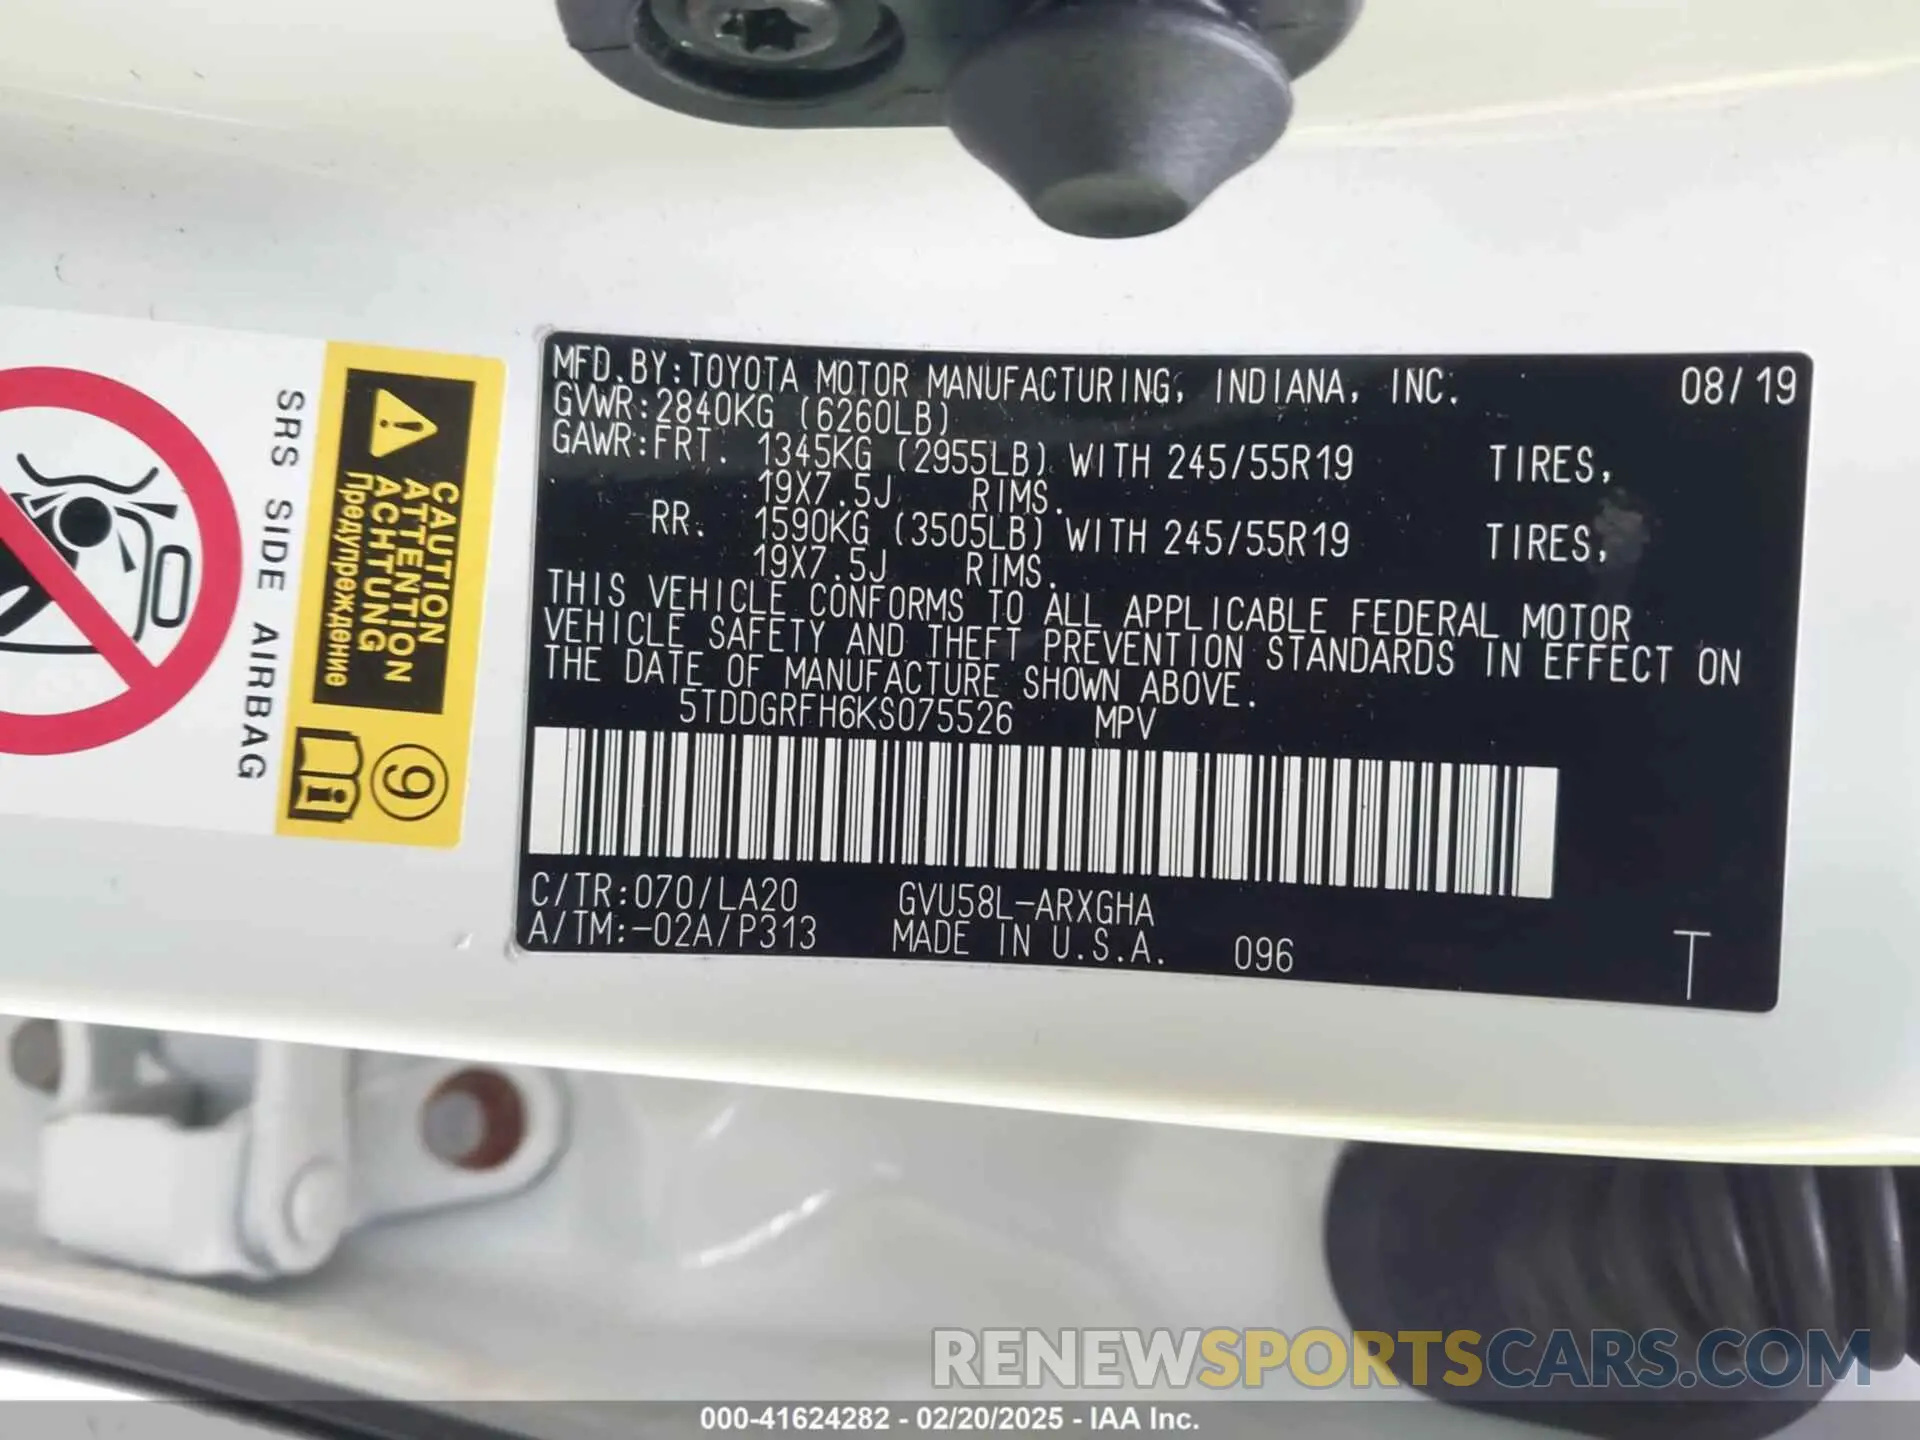 MFD.BY:TOYOTA MOTOR MANUFACTURING, INDIANA, INC. 08/19
GVWR:2840KG (6260LB)
GAWR:FRT. 1345KG (2955LB) WITH 245/55R19 TIRES,
19X7.5J RIMS.
RR. 1590KG (3505LB) WITH 245/55R19 TIRES,
19X7.5J RIMS.
THIS VEHICLE CONFORMS TO ALL APPLICABLE FEDERAL MOTOR
VEHICLE SAFETY AND THEFT PREVENTION STANDARDS IN EFFECT ON
THE DATE OF MANUFACTURE SHOWN ABOVE.
5TDDGRFH6KS075526 MPV
C/TR:070/LA20 GVU58L-ARXGHA
A/TM:-02A/P313 MADE IN U.S.A. 096 T
CAUTION
ATTENTION
ACHTUNG
Предупреждение
9
SRS SIDE AIRBAG
RENEWSPORTSCARS.COM
000-41624282 - 02/20/2025 - IAA Inc.